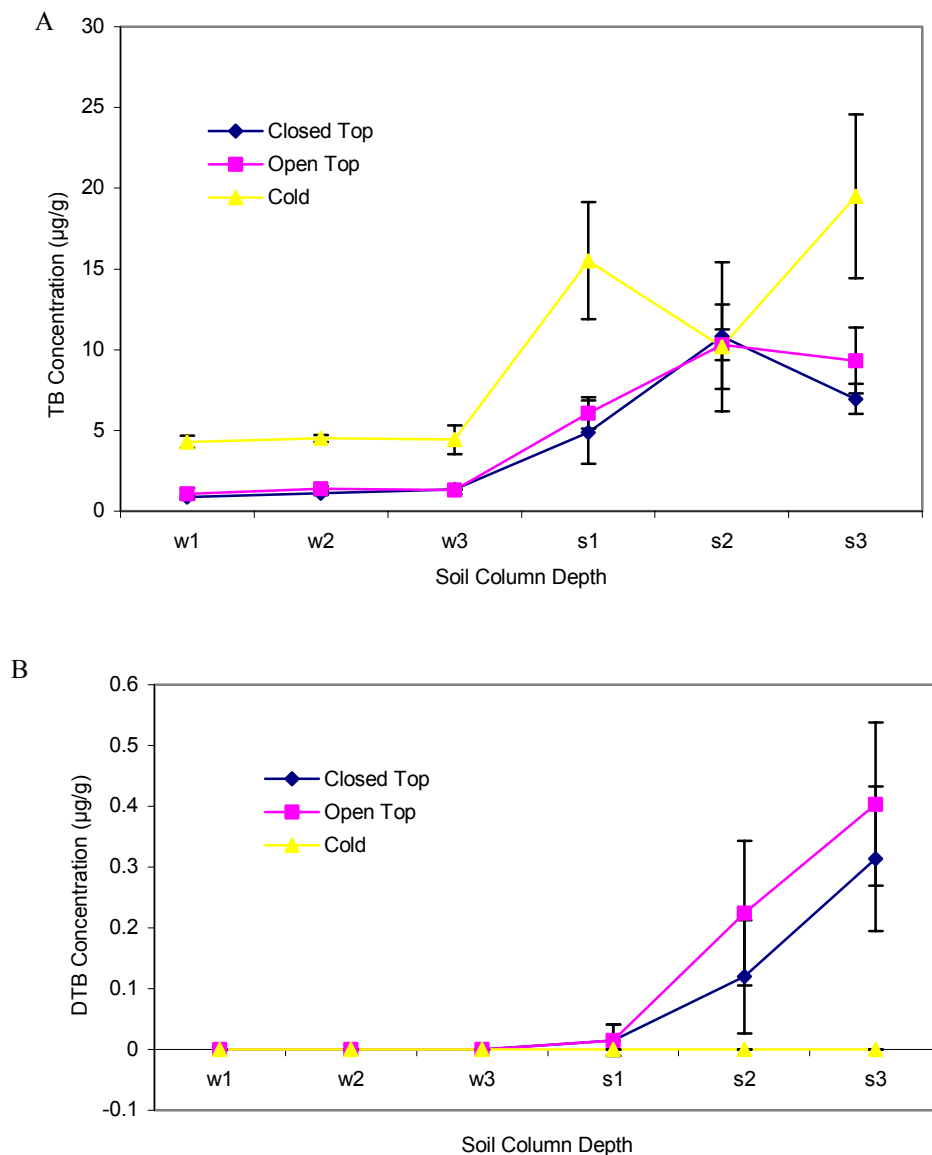 A
30
25
20
15
10
5
0
TB Concentration (µg/g)
Closed Top
Open Top
Cold
w1 w2 w3 s1 s2 s3
Soil Column Depth
B
0.6
0.5
0.4
0.3
0.2
0.1
0
-0.1
DTB Concentration (µg/g)
Closed Top
Open Top
Cold
w1 w2 w3 s1 s2 s3
Soil Column Depth